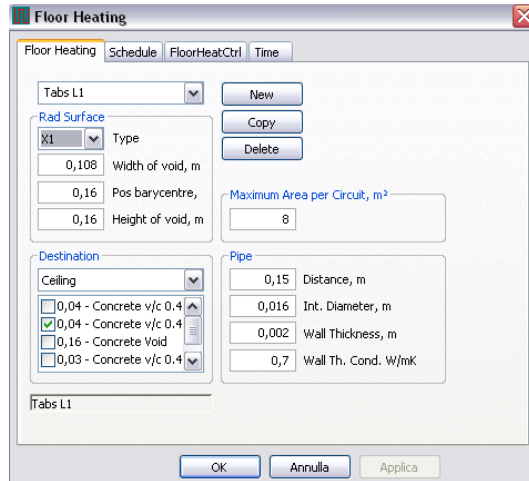 Floor Heating
Floor Heating Schedule FloorHeatCtrl Time
Tabs L1
New
Copy
Delete
Rad Surface
X1 Type
0,108 Width of void, m
0,16 Pos barycentre,
0,16 Height of void, m
Maximum Area per Circuit, m²
8
Destination
Ceiling
0,04 - Concrete v/c 0.4
0,04 - Concrete v/c 0.4
0,16 - Concrete Void
0,03 - Concrete v/c 0.4
Pipe
0,15 Distance, m
0,016 Int. Diameter, m
0,002 Wall Thickness, m
0,7 Wall Th. Cond. W/mK
Tabs L1
OK Annulla Applica